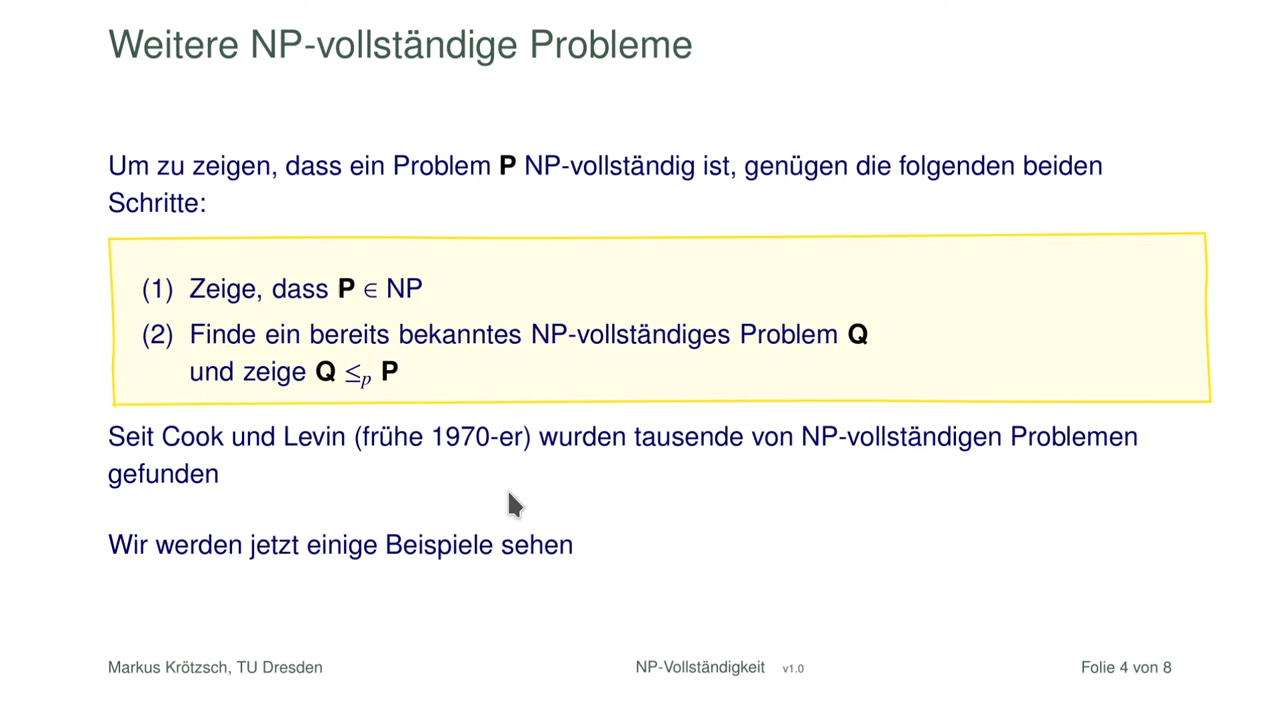 Weitere NP-vollständige Probleme
Um zu zeigen, dass ein Problem P NP-vollständig ist, genügen die folgenden beiden
Schritte:
(1) Zeige, dass P ∈ NP
(2) Finde ein bereits bekanntes NP-vollständiges Problem Q
und zeige Q ≤p P
Seit Cook und Levin (frühe 1970-er) wurden tausende von NP-vollständigen Problemen
gefunden
Wir werden jetzt einige Beispiele sehen
Markus Krötzsch, TU Dresden NP-Vollständigkeit v1.0 Folie 4 von 8